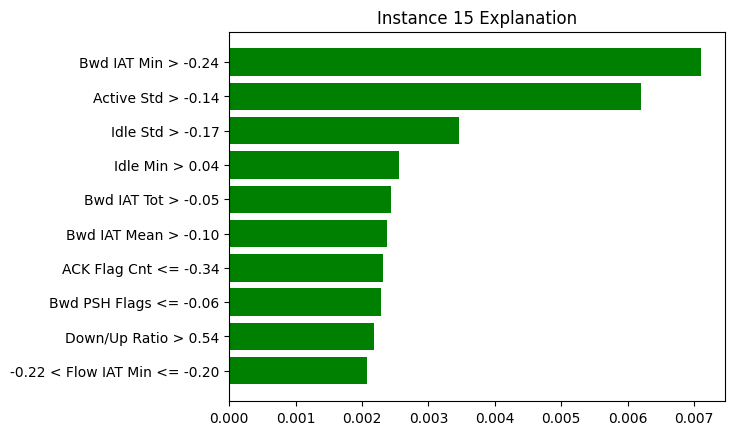 Instance 15 Explanation
Bwd IAT Min > -0.24
Active Std > -0.14
Idle Std > -0.17
Idle Min > 0.04
Bwd IAT Tot > -0.05
Bwd IAT Mean > -0.10
ACK Flag Cnt <= -0.34
Bwd PSH Flags <= -0.06
Down/Up Ratio > 0.54
-0.22 < Flow IAT Min <= -0.20
0.000 0.001 0.002 0.003 0.004 0.005 0.006 0.007